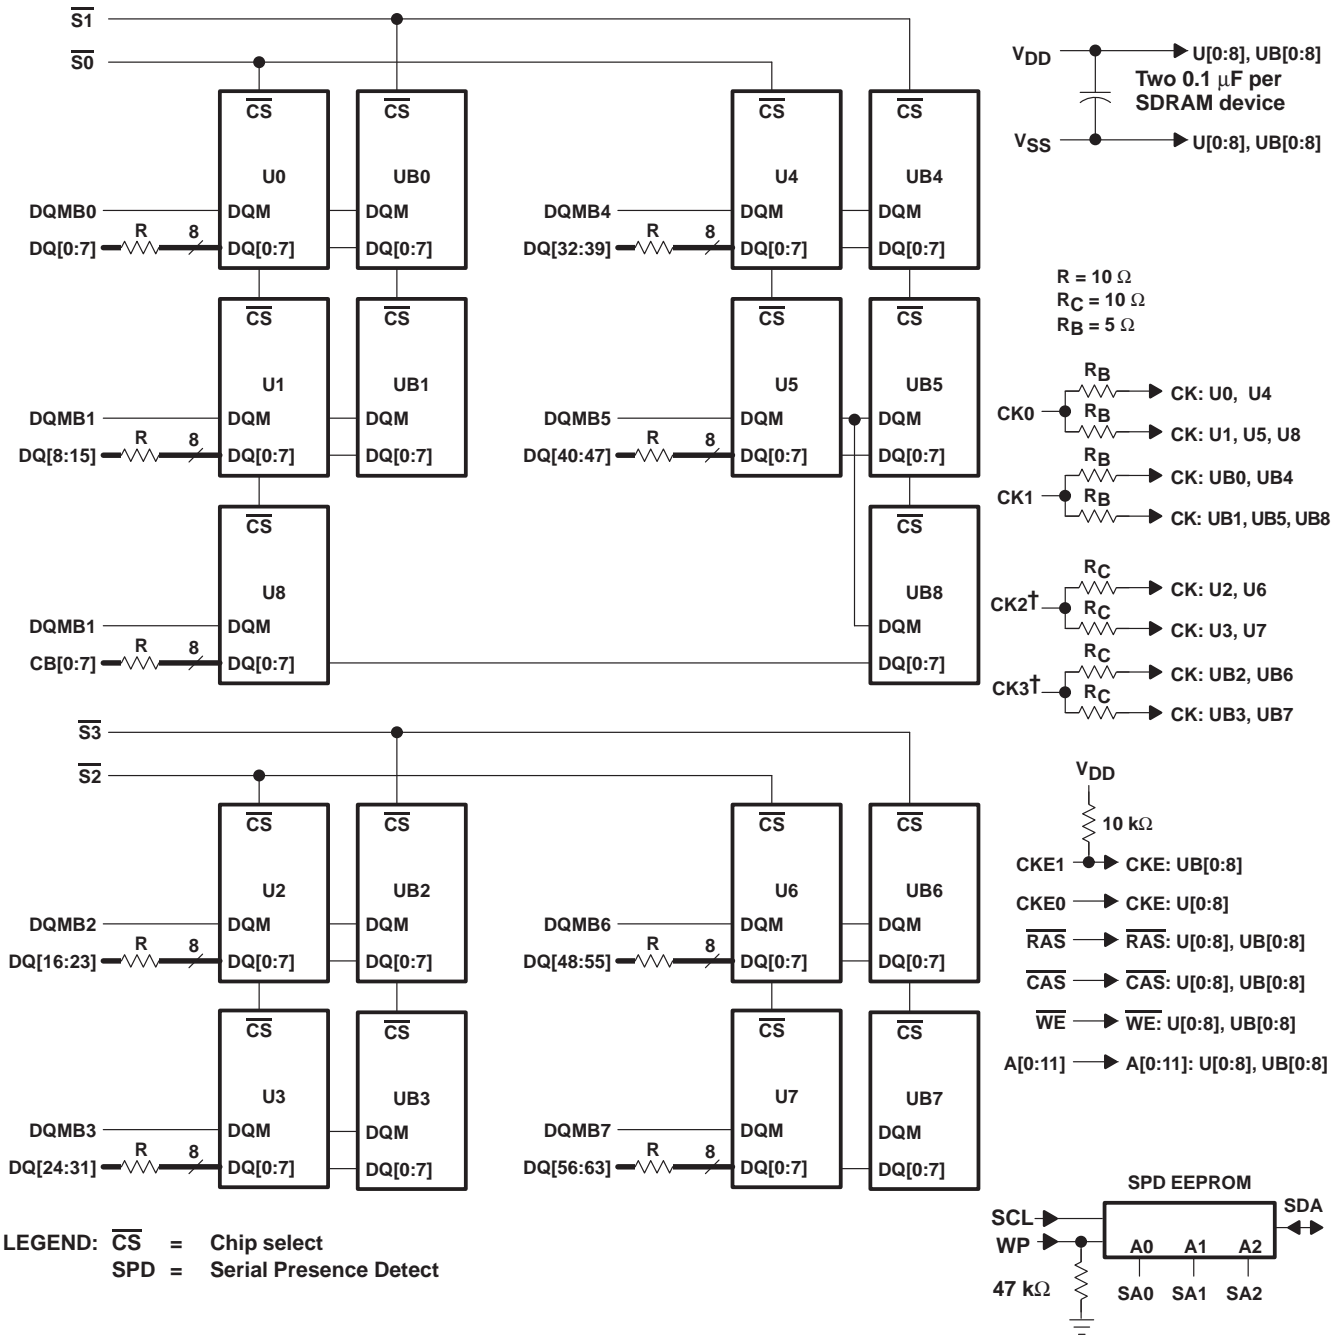 S1
S0
CS
CS
U0
UB0
DQMB0
DQM
DQM
DQ[0:7]
R
8
DQ[0:7]
DQ[0:7]
CS
CS
U4
UB4
DQMB4
DQM
DQM
DQ[32:39]
R
8
DQ[0:7]
DQ[0:7]
VDD
U[0:8], UB[0:8]
Two 0.1 μF per
SDRAM device
VSS
U[0:8], UB[0:8]
CS
CS
U1
UB1
DQMB1
DQM
DQM
DQ[8:15]
R
8
DQ[0:7]
DQ[0:7]
CS
CS
U5
UB5
DQMB5
DQM
DQM
DQ[40:47]
R
8
DQ[0:7]
DQ[0:7]
R = 10 Ω
RC = 10 Ω
RB = 5 Ω
CK0
RB
CK: U0, U4
RB
CK: U1, U5, U8
CK1
RB
CK: UB0, UB4
RB
CK: UB1, UB5, UB8
CS
U8
DQMB1
DQM
CB[0:7]
R
8
DQ[0:7]
CS
UB8
DQM
DQ[0:7]
CK2†
RC
CK: U2, U6
RC
CK: U3, U7
CK3†
RC
CK: UB2, UB6
RC
CK: UB3, UB7
S3
S2
CS
CS
U2
UB2
DQMB2
DQM
DQM
DQ[16:23]
R
8
DQ[0:7]
DQ[0:7]
CS
CS
U6
UB6
DQMB6
DQM
DQM
DQ[48:55]
R
8
DQ[0:7]
DQ[0:7]
VDD
10 kΩ
CKE1
CKE: UB[0:8]
CKE0
CKE: U[0:8]
RAS
RAS: U[0:8], UB[0:8]
CAS
CAS: U[0:8], UB[0:8]
WE
WE: U[0:8], UB[0:8]
A[0:11]
A[0:11]: U[0:8], UB[0:8]
CS
CS
U3
UB3
DQMB3
DQM
DQM
DQ[24:31]
R
8
DQ[0:7]
DQ[0:7]
CS
CS
U7
UB7
DQMB7
DQM
DQM
DQ[56:63]
R
8
DQ[0:7]
DQ[0:7]
SPD EEPROM
SCL
SDA
WP
A0 A1 A2
47 kΩ
SA0 SA1 SA2
LEGEND: CS = Chip select
SPD = Serial Presence Detect